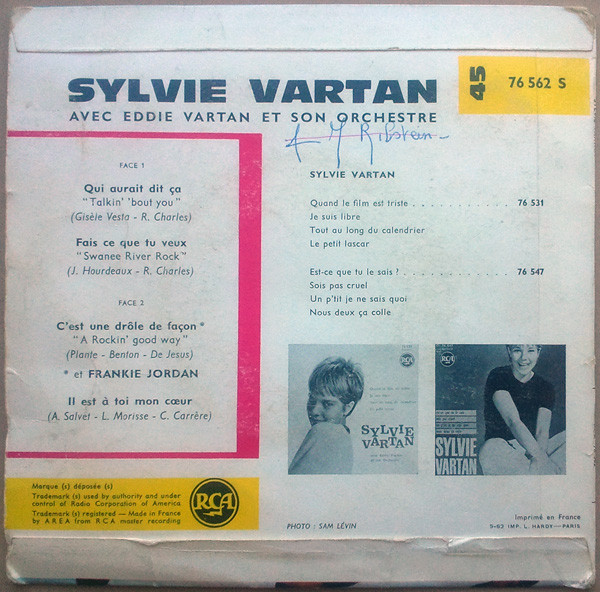 SYLVIE VARTAN
AVEC EDDIE VARTAN ET SON ORCHESTRE
45
76 562 S
FACE 1
Qui aurait dit ça
"Talkin' 'bout you"
(Gisèle Vesta - R. Charles)
Fais ce que tu veux
"Swanee River Rock"
(J. Hourdeaux - R. Charles)
FACE 2
C'est une drôle de façon *
"A Rockin' good way"
(Plante - Benton - De Jesus)
* et FRANKIE JORDAN
Il est à toi mon cœur
(A. Salvet - L. Morisse - C. Carrère)
SYLVIE VARTAN
Quand le film est triste . . . . . . . . . . . . 76 531
Je suis libre
Tout au long du calendrier
Le petit lascar
Est-ce que tu le sais ? . . . . . . . . . . . . . 76 547
Sois pas cruel
Un p'tit je ne sais quoi
Nous deux ça colle
SYLVIE
VARTAN
RCA
SYLVIE
VARTAN
Marque (s) déposée (s)
Trademark (s) used by authority and under
control of Radio Corporation of America
Trademark (s) registered — Made in France
by AREA from RCA master recording
RCA
PHOTO : SAM LÉVIN
Imprimé en France
9-62 IMP. L. HARDY — PARIS